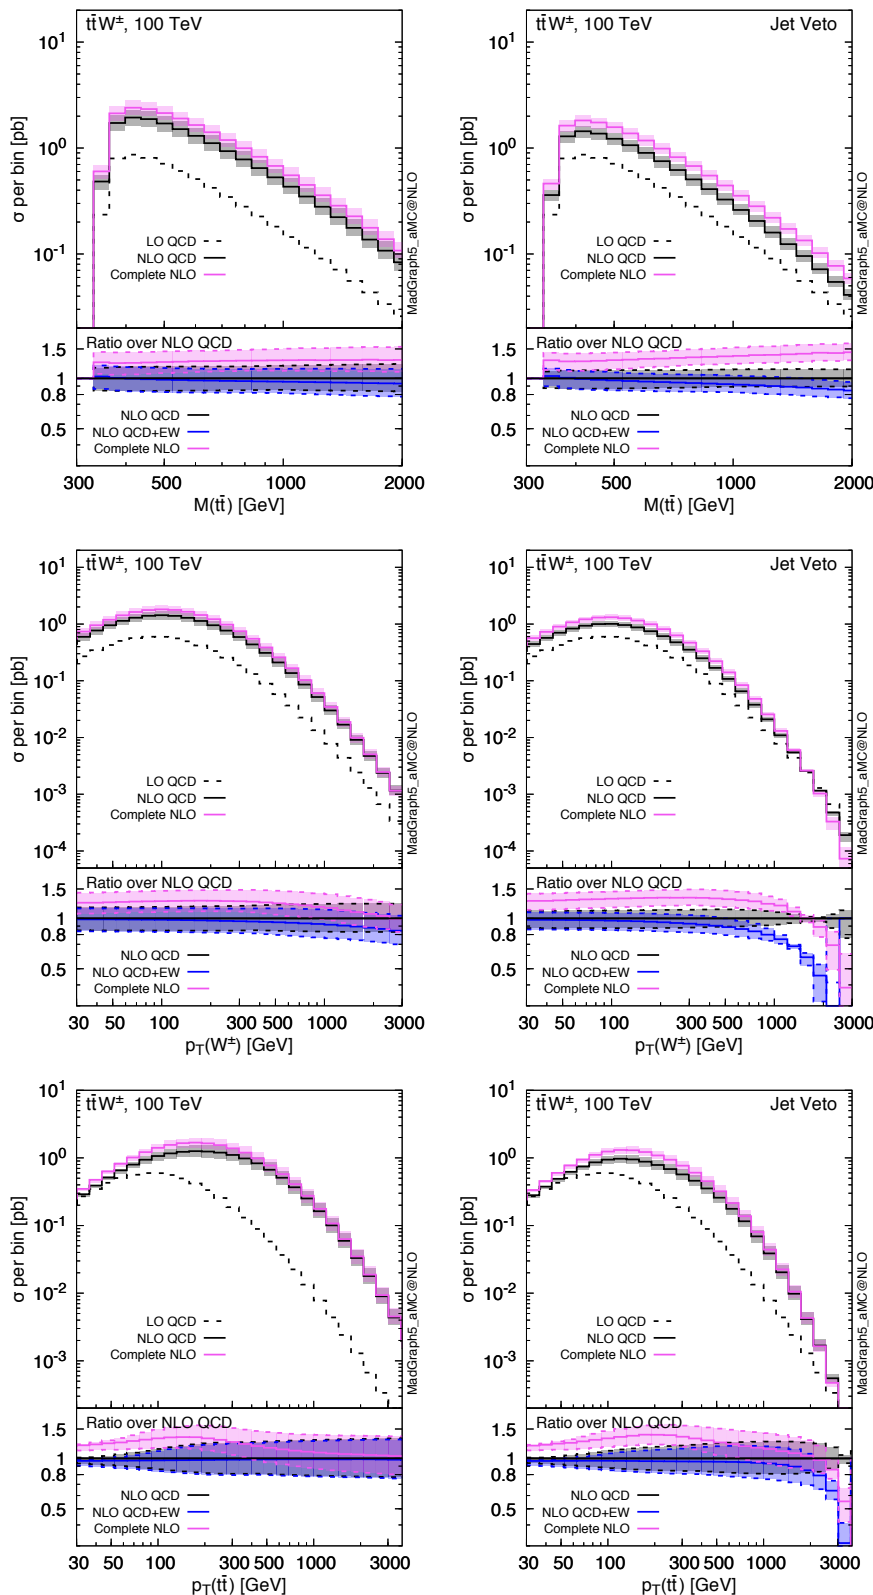 tt̄W±, 100 TeV
10¹
10⁰
10⁻¹
σ per bin [pb]
LO QCD
NLO QCD
Complete NLO
MadGraph5_aMC@NLO
Ratio over NLO QCD
1.5
1
0.8
0.5
NLO QCD
NLO QCD+EW
Complete NLO
300 500 1000 2000
M(tt̄) [GeV]
tt̄W±, 100 TeV Jet Veto
10¹
10⁰
10⁻¹
σ per bin [pb]
LO QCD
NLO QCD
Complete NLO
MadGraph5_aMC@NLO
Ratio over NLO QCD
1.5
1
0.8
0.5
NLO QCD
NLO QCD+EW
Complete NLO
300 500 1000 2000
M(tt̄) [GeV]
tt̄W±, 100 TeV
10¹
10⁰
10⁻¹
10⁻²
10⁻³
10⁻⁴
σ per bin [pb]
LO QCD
NLO QCD
Complete NLO
MadGraph5_aMC@NLO
Ratio over NLO QCD
1.5
1
0.8
0.5
NLO QCD
NLO QCD+EW
Complete NLO
30 50 100 300 1000 3000
p_T(W±) [GeV]
tt̄W±, 100 TeV Jet Veto
10¹
10⁰
10⁻¹
10⁻²
10⁻³
10⁻⁴
σ per bin [pb]
LO QCD
NLO QCD
Complete NLO
MadGraph5_aMC@NLO
Ratio over NLO QCD
1.5
1
0.8
0.5
NLO QCD
NLO QCD+EW
Complete NLO
30 50 100 300 1000 3000
p_T(W±) [GeV]
tt̄W±, 100 TeV
10¹
10⁰
10⁻¹
10⁻²
10⁻³
σ per bin [pb]
LO QCD
NLO QCD
Complete NLO
MadGraph5_aMC@NLO
Ratio over NLO QCD
1.5
1
0.8
0.5
NLO QCD
NLO QCD+EW
Complete NLO
30 50 100 300 1000 3000
p_T(tt̄) [GeV]
tt̄W±, 100 TeV Jet Veto
10¹
10⁰
10⁻¹
10⁻²
10⁻³
σ per bin [pb]
LO QCD
NLO QCD
Complete NLO
MadGraph5_aMC@NLO
Ratio over NLO QCD
1.5
1
0.8
0.5
NLO QCD
NLO QCD+EW
Complete NLO
30 50 100 300 1000 3000
p_T(tt̄) [GeV]